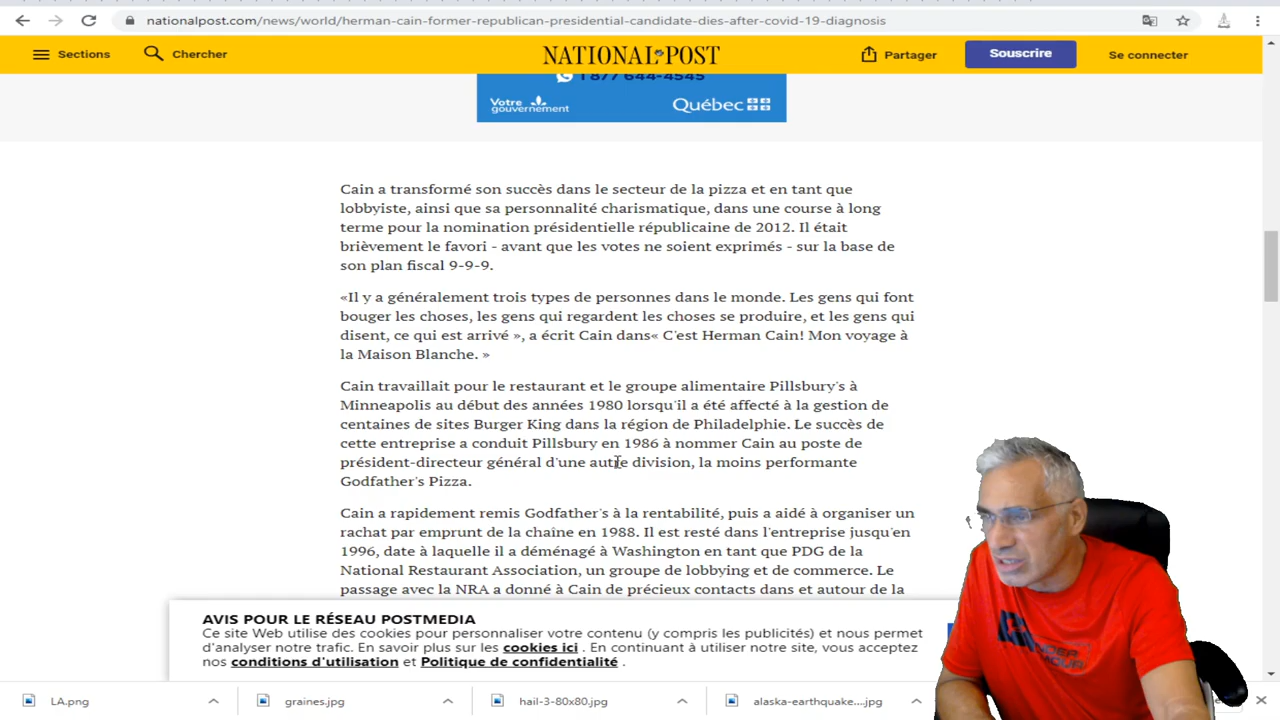 nationalpost.com/news/world/herman-cain-former-republican-presidential-candidate-dies-after-covid-19-diagnosis
Sections
Chercher
NATIONAL POST
Partager
Souscrire
Se connecter
1 877 644-4545
Votre gouvernement
Québec
Cain a transformé son succès dans le secteur de la pizza et en tant que
lobbyiste, ainsi que sa personnalité charismatique, dans une course à long
terme pour la nomination présidentielle républicaine de 2012. Il était
brièvement le favori - avant que les votes ne soient exprimés - sur la base de
son plan fiscal 9-9-9.
«Il y a généralement trois types de personnes dans le monde. Les gens qui font
bouger les choses, les gens qui regardent les choses se produire, et les gens qui
disent, ce qui est arrivé », a écrit Cain dans« C'est Herman Cain! Mon voyage à
la Maison Blanche. »
Cain travaillait pour le restaurant et le groupe alimentaire Pillsbury's à
Minneapolis au début des années 1980 lorsqu'il a été affecté à la gestion de
centaines de sites Burger King dans la région de Philadelphie. Le succès de
cette entreprise a conduit Pillsbury en 1986 à nommer Cain au poste de
président-directeur général d'une autre division, la moins performante
Godfather's Pizza.
Cain a rapidement remis Godfather's à la rentabilité, puis a aidé à organiser un
rachat par emprunt de la chaîne en 1988. Il est resté dans l'entreprise jusqu'en
1996, date à laquelle il a déménagé à Washington en tant que PDG de la
National Restaurant Association, un groupe de lobbying et de commerce. Le
passage avec la NRA a donné à Cain de précieux contacts dans et autour de la
AVIS POUR LE RÉSEAU POSTMEDIA
Ce site Web utilise des cookies pour personnaliser votre contenu (y compris les publicités) et nous permet
d'analyser notre trafic. En savoir plus sur les cookies ici . En continuant à utiliser notre site, vous acceptez
nos conditions d'utilisation et Politique de confidentialité .
LA.png
graines.jpg
hail-3-80x80.jpg
alaska-earthquake....jpg